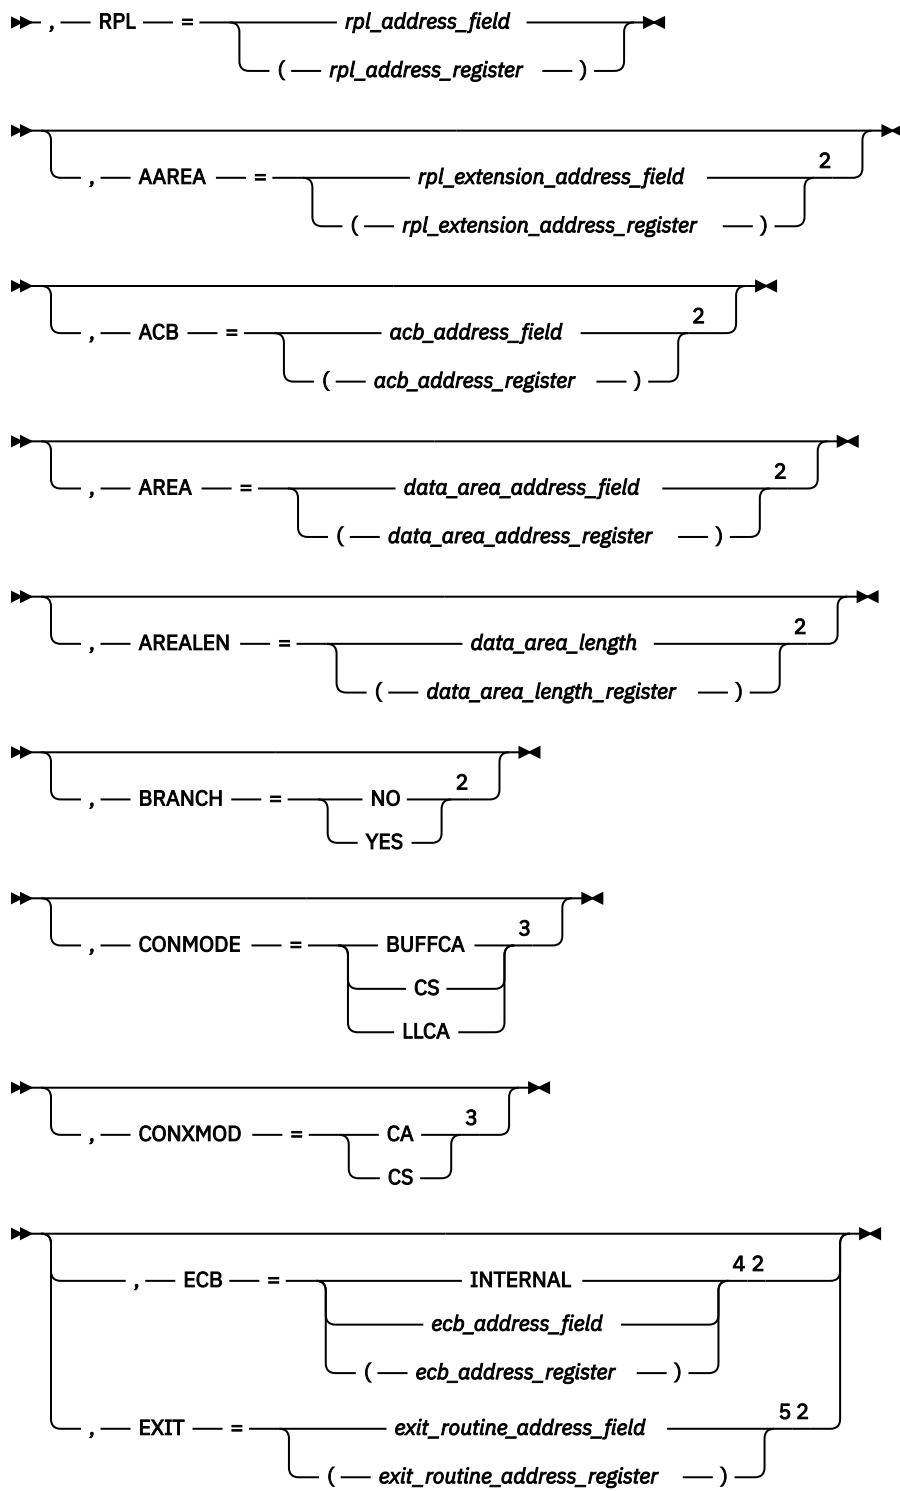 , RPL = rpl_address_field
( rpl_address_register )
2
, AAREA = rpl_extension_address_field
( rpl_extension_address_register )
2
, ACB = acb_address_field
( acb_address_register )
2
, AREA = data_area_address_field
( data_area_address_register )
2
, AREALEN = data_area_length
( data_area_length_register )
2
, BRANCH = NO
YES
3
, CONMODE = BUFFCA
CS
LLCA
3
, CONXMOD = CA
CS
4 2
, ECB = INTERNAL
ecb_address_field
( ecb_address_register )
5 2
, EXIT = exit_routine_address_field
( exit_routine_address_register )